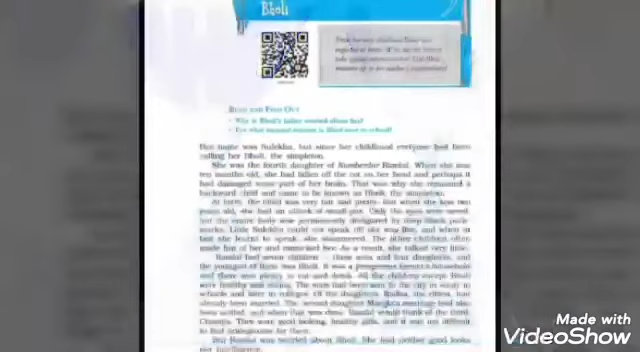 Bholi
READ AND FIND OUT
• Why is Bholi's father worried about her?
• For what unusual reasons is Bholi sent to school?
Her name was Sulekha, but since her childhood everyone had been
calling her Bholi, the simpleton.
She was the fourth daughter of Numberdar Ramlal. When she was
ten months old, she had fallen off the cot on her head and perhaps it
had damaged some part of her brain. That was why she remained a
backward child and came to be known as Bholi, the simpleton.
At birth, the child was very fair and pretty. But when she was two
years old, she had an attack of small-pox. Only the eyes were saved,
but the entire body was permanently disfigured by deep black pock-
marks. Little Sulekha could not speak till she was five, and when at
last she learnt to speak, she stammered. The other children often
made fun of her and mimicked her. As a result, she talked very little.
Ramlal had seven children — three sons and four daughters, and
the youngest of them was Bholi. It was a prosperous farmer's household
and there was plenty to eat and drink. All the children except Bholi
were healthy and strong. The sons had been sent to the city to study in
schools and later in colleges. Of the daughters, Radha, the eldest, had
already been married. The second daughter Mangla's marriage had also
been settled, and when that was done, Ramlal would think of the third,
Champa. They were good-looking, healthy girls, and it was not difficult
to find bridegrooms for them.
But Ramlal was worried about Bholi. She had neither good looks
nor intelligence.
Made with
VideoShow